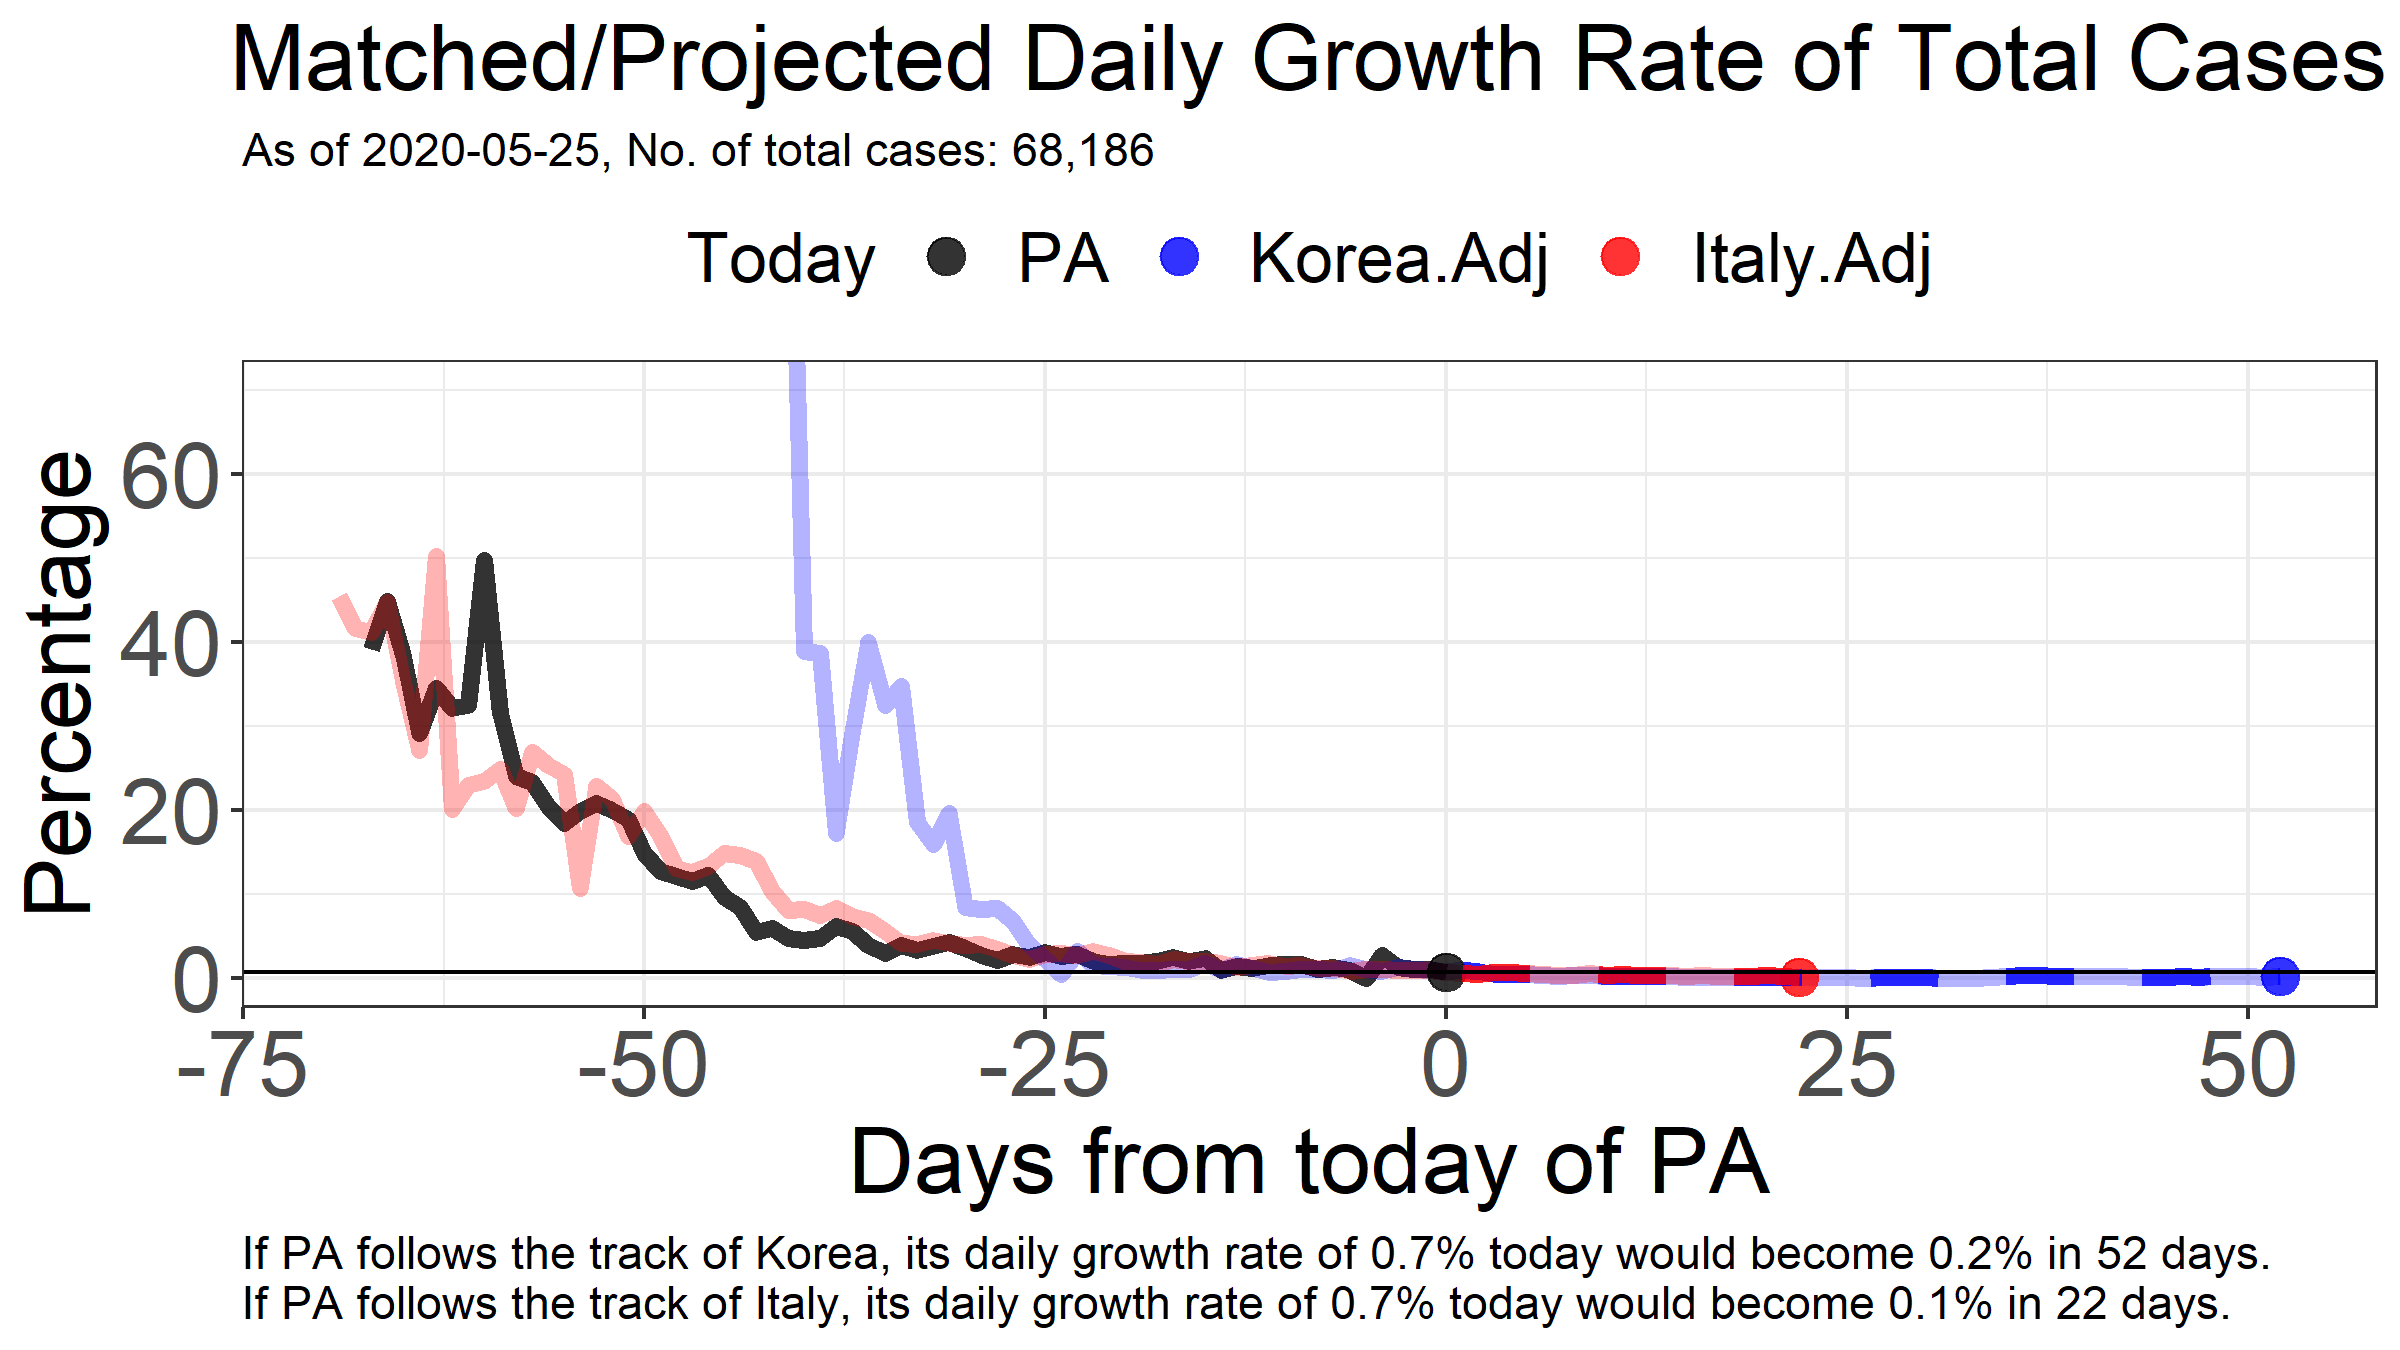 Matched/Projected Daily Growth Rate of Total Cases
As of 2020-05-25, No. of total cases: 68,186
Today PA Korea.Adj Italy.Adj
Percentage
60
40
20
0
-75 -50 -25 0 25 50
Days from today of PA
If PA follows the track of Korea, its daily growth rate of 0.7% today would become 0.2% in 52 days.
If PA follows the track of Italy, its daily growth rate of 0.7% today would become 0.1% in 22 days.